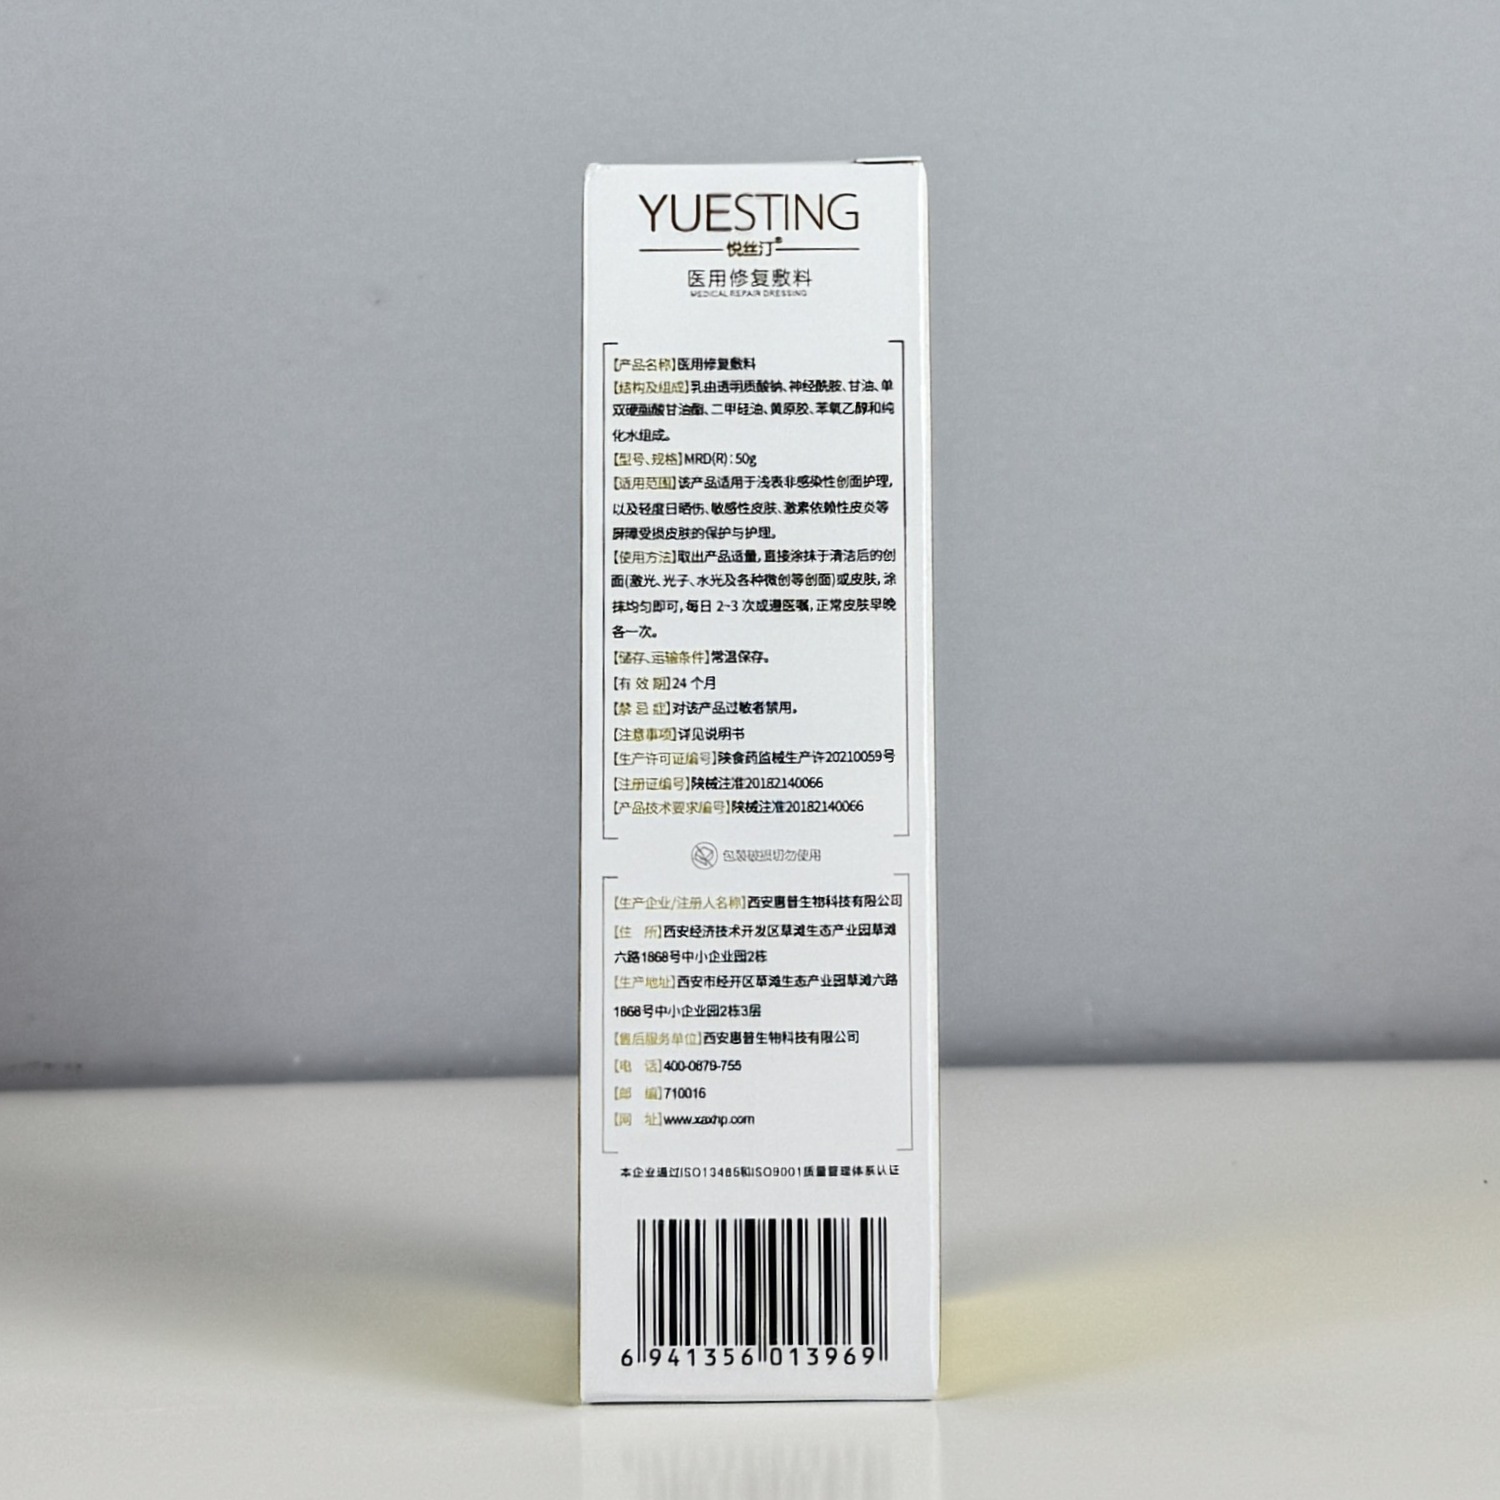 YUESTING
悦丝汀®
医用修复敷料
MEDICAL REPAIR DRESSING
【产品名称】医用修复敷料
【结构及组成】乳由透明质酸钠、神经酰胺、甘油、单
双硬脂酸甘油酯、二甲硅油、黄原胶、苯氧乙醇和纯
化水组成。
【型号、规格】MRD(R):50g
【适用范围】该产品适用于浅表非感染性创面护理,
以及轻度日晒伤、敏感性皮肤、激素依赖性皮炎等
屏障受损皮肤的保护与护理。
【使用方法】取出产品适量,直接涂抹于清洁后的创
面(激光、光子、水光及各种微创等创面)或皮肤,涂
抹均匀即可,每日 2~3 次或遵医嘱,正常皮肤早晚
各一次。
【储存、运输条件】常温保存。
【有 效 期】24 个月
【禁 忌 症】对该产品过敏者禁用。
【注意事项】详见说明书
【生产许可证编号】陕食药监械生产许20210059号
【注册证编号】陕械注准20182140066
【产品技术要求编号】陕械注准20182140066
包装破损切勿使用
【生产企业/注册人名称】西安惠普生物科技有限公司
【住 所】西安经济技术开发区草滩生态产业园草滩
六路1868号中小企业园2栋
【生产地址】西安市经开区草滩生态产业园草滩六路
1868号中小企业园2栋3层
【售后服务单位】西安惠普生物科技有限公司
【电 话】400-0879-755
【邮 编】710016
【网 址】www.xaxhp.com
本企业通过ISO13485和ISO9001质量管理体系认证
6 941356 013969